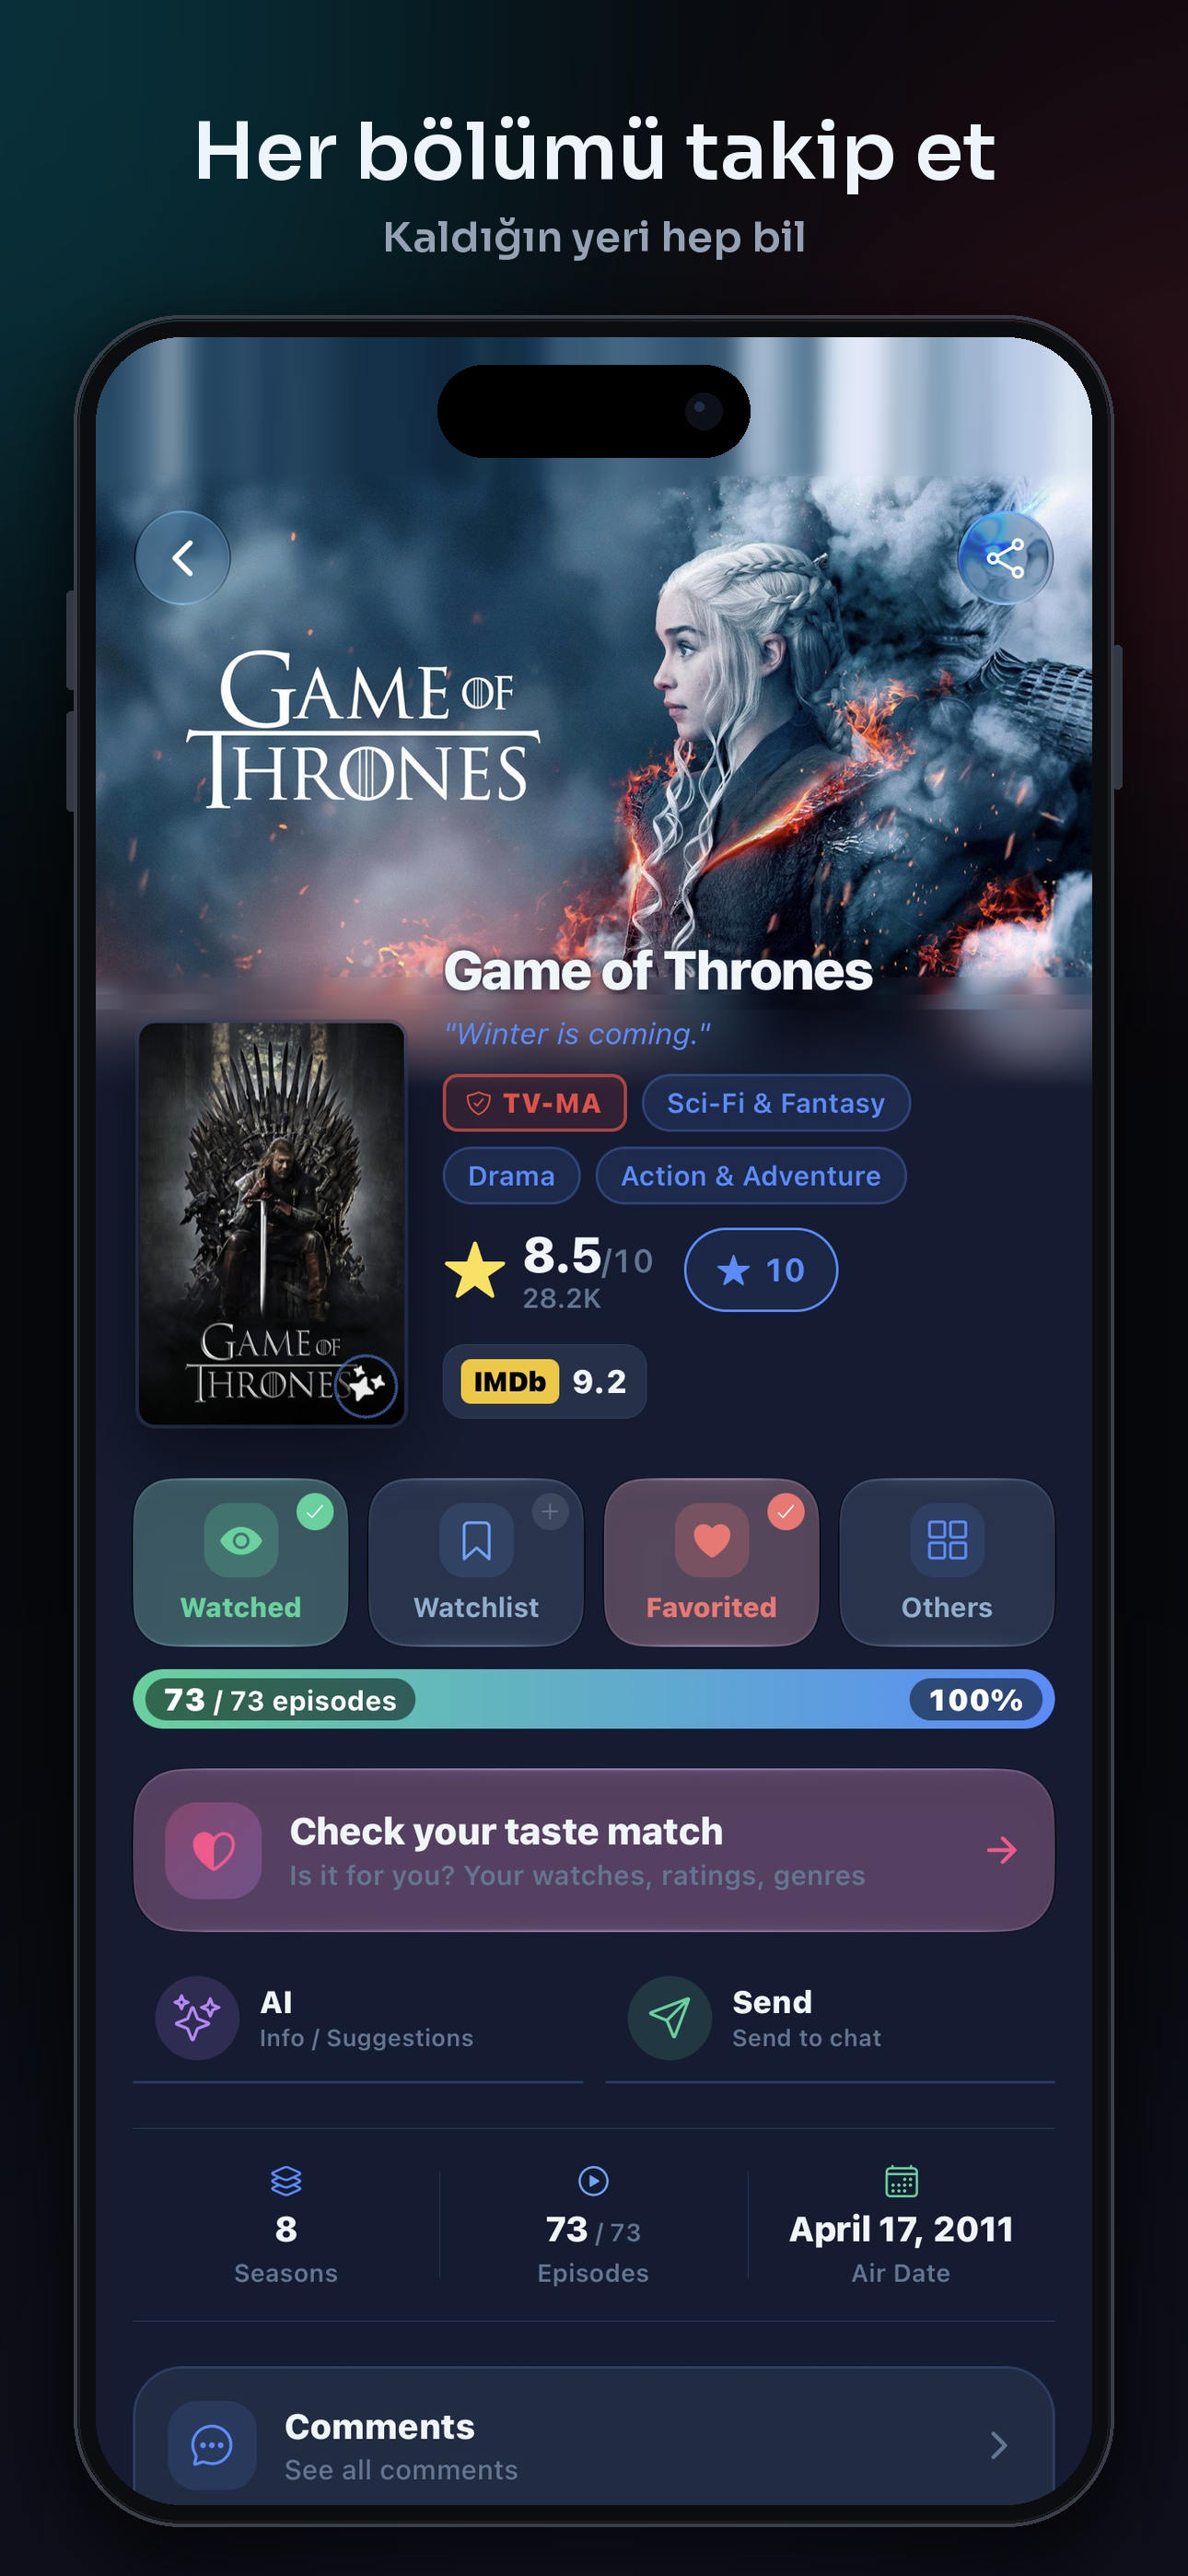 Her bölümü takip et
Kaldığın yeri hep bil
GAME OF
THRONES
Game of Thrones
"Winter is coming."
TV-MA
Sci-Fi & Fantasy
Drama
Action & Adventure
8.5/10
28.2K
10
GAME OF
THRONES
IMDb 9.2
Watched
Watchlist
Favorited
Others
73 / 73 episodes
100%
Check your taste match
Is it for you? Your watches, ratings, genres
AI
Info / Suggestions
Send
Send to chat
8
Seasons
73 / 73
Episodes
April 17, 2011
Air Date
Comments
See all comments